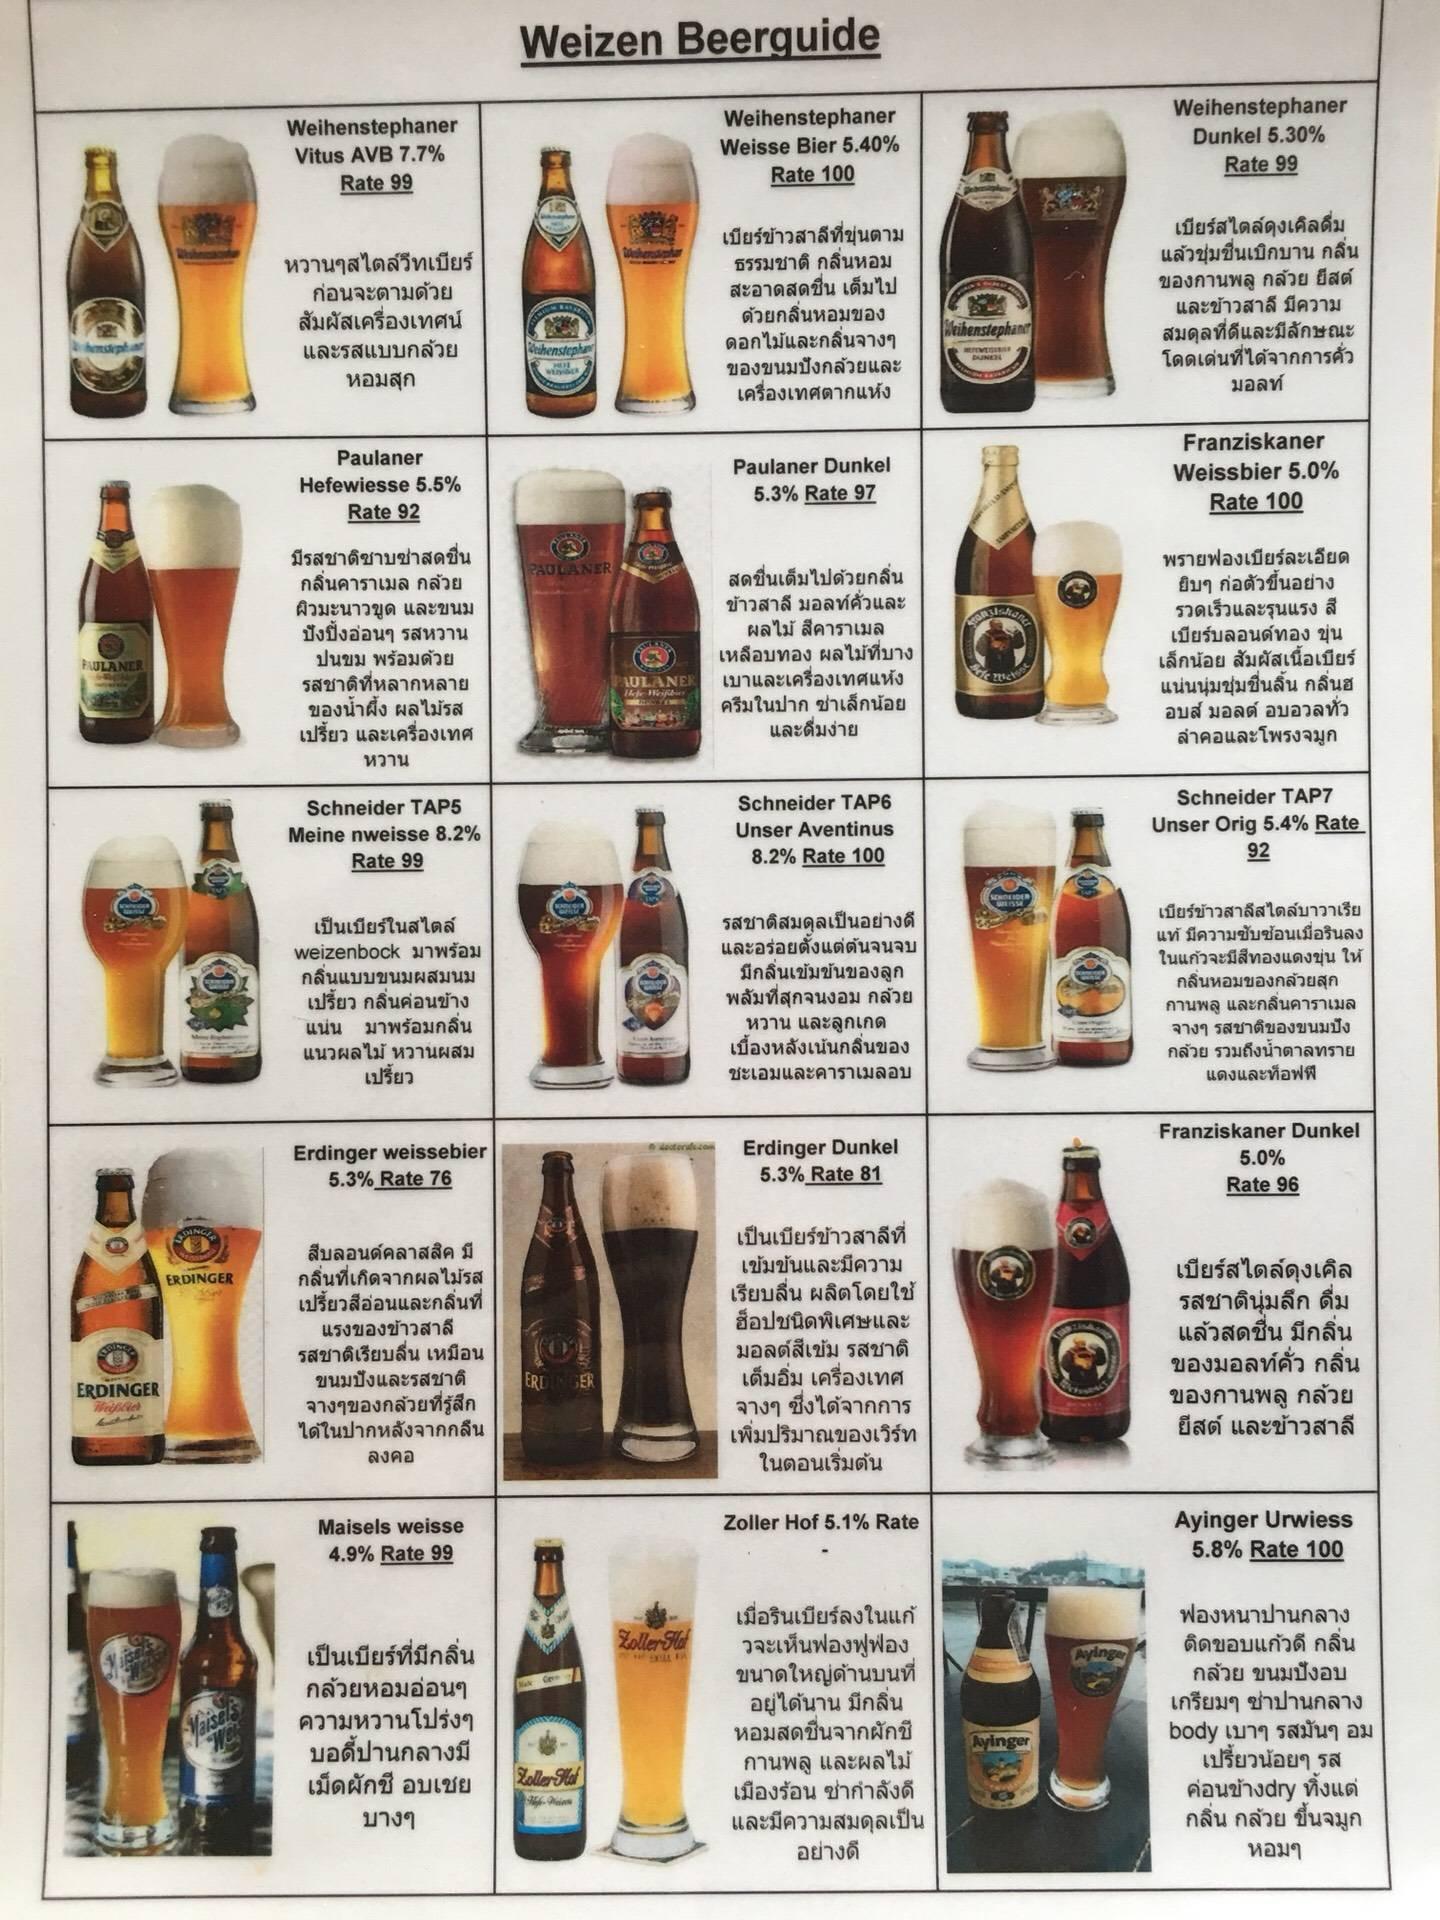 Weizen Beerguide
Weihenstephaner
Vitus AVB 7.7%
Rate 99
หวานๆสไตล์วีทเบียร์
ก่อนจะตามด้วย
สัมผัสเครื่องเทศน์
และรสแบบกล้วย
หอมสุก
Weihenstephaner
Weisse Bier 5.40%
Rate 100
เบียร์ข้าวสาลีที่ขุ่นตาม
ธรรมชาติ กลิ่นหอม
สะอาดสดชื่น เต็มไป
ด้วยกลิ่นหอมของ
ดอกไม้และกลิ่นจางๆ
ของขนมปังกล้วยและ
เครื่องเทศตากแห้ง
Weihenstephaner
Dunkel 5.30%
Rate 99
เบียร์สไตล์ดุงเคิลดื่ม
แล้วชุ่มชื่นเบิกบาน กลิ่น
ของกานพลู กล้วย ยีสต์
และข้าวสาลี มีความ
สมดุลที่ดีและมีลักษณะ
โดดเด่นที่ได้จากการคั่ว
มอลท์
Paulaner
Hefewiesse 5.5%
Rate 92
มีรสชาติซาบซ่าสดชื่น
กลิ่นคาราเมล กล้วย
ผิวมะนาวขูด และขนม
ปังปิ้งอ่อนๆ รสหวาน
ปนขม พร้อมด้วย
รสชาติที่หลากหลาย
ของน้ำผึ้ง ผลไม้รส
เปรี้ยว และเครื่องเทศ
หวาน
Paulaner Dunkel
5.3% Rate 97
สดชื่นเต็มไปด้วยกลิ่น
ข้าวสาลี มอลท์คั่วและ
ผลไม้ สีคาราเมล
เหลือบทอง ผลไม้ที่บาง
เบาและเครื่องเทศแห้ง
ครีมในปาก ซ่าเล็กน้อย
และดื่มง่าย
Franziskaner
Weissbier 5.0%
Rate 100
พรายฟองเบียร์ละเอียด
ยิบๆ ก่อตัวขึ้นอย่าง
รวดเร็วและรุนแรง สี
เบียร์บลอนด์ทอง ขุ่น
เล็กน้อย สัมผัสเนื้อเบียร์
แน่นนุ่มชุ่มชื่นลิ้น กลิ่นฮ
อบส์ มอลต์ อบอวลทั่ว
ลำคอและโพรงจมูก
Schneider TAP5
Meine nweisse 8.2%
Rate 99
เป็นเบียร์ในสไตล์
weizenbock มาพร้อม
กลิ่นแบบขนมผสมนม
เปรี้ยว กลิ่นค่อนข้าง
แน่น มาพร้อมกลิ่น
แนวผลไม้ หวานผสม
เปรี้ยว
Schneider TAP6
Unser Aventinus
8.2% Rate 100
รสชาติสมดุลเป็นอย่างดี
และอร่อยตั้งแต่ต้นจนจบ
มีกลิ่นเข้มข้นของลูก
พลัมที่สุกจนงอม กล้วย
หวาน และลูกเกด
เบื้องหลังเน้นกลิ่นของ
ชะเอมและคาราเมลอบ
Schneider TAP7
Unser Orig 5.4% Rate
92
เบียร์ข้าวสาลีสไตล์บาวาเรีย
แท้ มีความซับซ้อนเมื่อรินลง
ในแก้วจะมีสีทองแดงขุ่น ให้
กลิ่นหอมของกล้วยสุก
กานพลู และกลิ่นคาราเมล
จางๆ รสชาติของขนมปัง
กล้วย รวมถึงน้ำตาลทราย
แดงและท็อฟฟี่
Erdinger weissebier
5.3% Rate 76
สีบลอนด์คลาสสิค มี
กลิ่นที่เกิดจากผลไม้รส
เปรี้ยวสีอ่อนและกลิ่นที่
แรงของข้าวสาลี
รสชาติเรียบลื่น เหมือน
ขนมปังและรสชาติ
จางๆของกล้วยที่รู้สึก
ได้ในปากหลังจากกลืน
ลงคอ
Erdinger Dunkel
5.3% Rate 81
เป็นเบียร์ข้าวสาลีที่
เข้มข้นและมีความ
เรียบลื่น ผลิตโดยใช้
ฮ็อปชนิดพิเศษและ
มอลต์สีเข้ม รสชาติ
เต็มอิ่ม เครื่องเทศ
จางๆ ซึ่งได้จากการ
เพิ่มปริมาณของเวิร์ท
ในตอนเริ่มต้น
Franziskaner Dunkel
5.0%
Rate 96
เบียร์สไตล์ดุงเคิล
รสชาตินุ่มลึก ดื่ม
แล้วสดชื่น มีกลิ่น
ของมอลท์คั่ว กลิ่น
ของกานพลู กล้วย
ยีสต์ และข้าวสาลี
Maisels weisse
4.9% Rate 99
เป็นเบียร์ที่มีกลิ่น
กล้วยหอมอ่อนๆ
ความหวานโปร่งๆ
บอดี้ปานกลางมี
เม็ดผักชี อบเชย
บางๆ
Zoller Hof 5.1% Rate
-
เมื่อรินเบียร์ลงในแก้
วจะเห็นฟองฟูฟ่อง
ขนาดใหญ่ด้านบนที่
อยู่ได้นาน มีกลิ่น
หอมสดชื่นจากผักชี
กานพลู และผลไม้
เมืองร้อน ซ่ากำลังดี
และมีความสมดุลเป็น
อย่างดี
Ayinger Urwiess
5.8% Rate 100
ฟองหนาปานกลาง
ติดขอบแก้วดี กลิ่น
กล้วย ขนมปังอบ
เกรียมๆ ซ่าปานกลาง
body เบาๆ รสมันๆ อม
เปรี้ยวน้อยๆ รส
ค่อนข้างdry ทิ้งแต่
กลิ่น กล้วย ขึ้นจมูก
หอมๆ